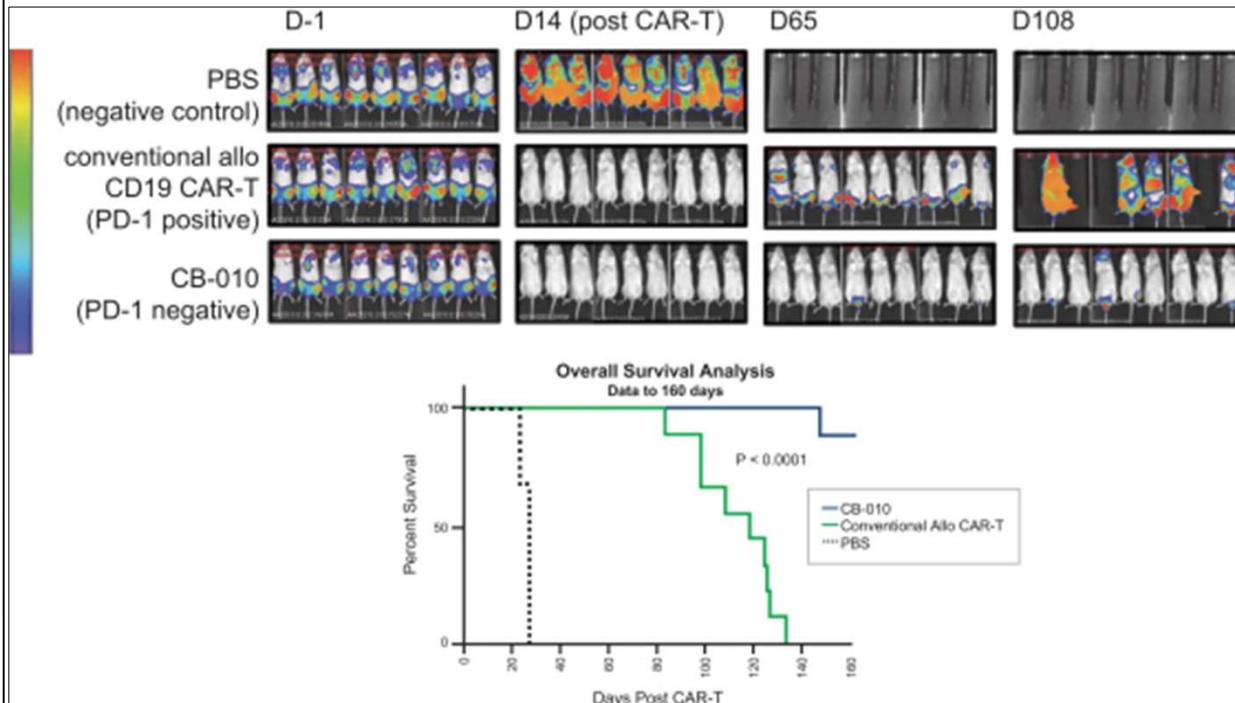 D-1
D14 (post CAR-T)
D65
D108
PBS
(negative control)
conventional allo
CD19 CAR-T
(PD-1 positive)
CB-010
(PD-1 negative)
Overall Survival Analysis
Data to 160 days
Percent Survival
100
50
0
P < 0.0001
CB-010
Conventional Allo CAR-T
PBS
0
20
40
60
80
100
120
140
160
Days Post CAR-T